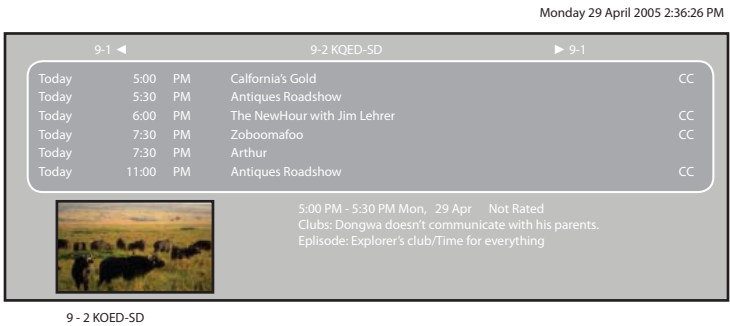 Monday 29 April 2005 2:36:26 PM
9-1 ◄ 9-2 KQED-SD ► 9-1
Today 5:00 PM Calfornia's Gold CC
Today 5:30 PM Antiques Roadshow
Today 6:00 PM The NewHour with Jim Lehrer CC
Today 7:30 PM Zoboomafoo CC
Today 7:30 PM Arthur
Today 11:00 PM Antiques Roadshow CC
5:00 PM - 5:30 PM Mon, 29 Apr Not Rated
Clubs: Dongwa doesn't communicate with his parents.
Eplisode: Explorer's club/Time for everything
9 - 2 KOED-SD